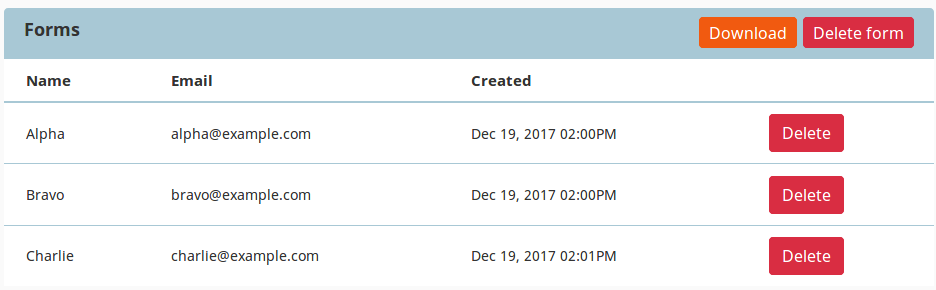 Forms Download Delete form
Name Email Created
Alpha alpha@example.com Dec 19, 2017 02:00PM Delete
Bravo bravo@example.com Dec 19, 2017 02:00PM Delete
Charlie charlie@example.com Dec 19, 2017 02:01PM Delete